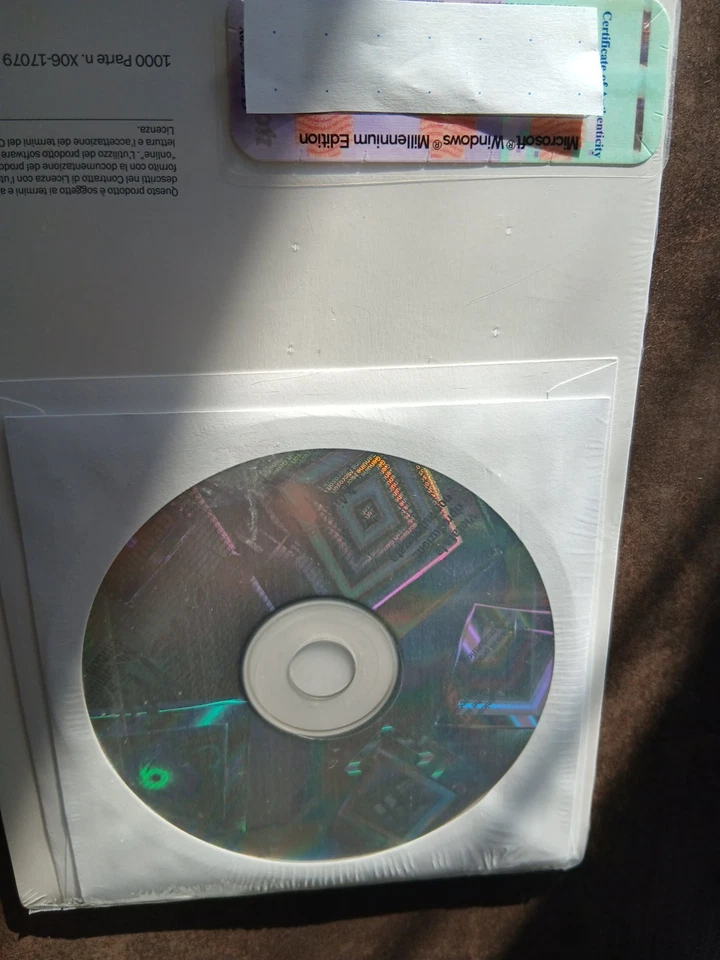 Microsoft® Windows® Millennium Edition
Certificate of
enticity
Questo prodotto è soggetto ai termini e a
descritti nel Contratto di Licenza con l'ut
fornito con la documentazione del prodo
"online". L'utilizzo del prodotto software
lettura e l'accettazione dei termini del C
Licenza.
1000 Parte n. X06-17079